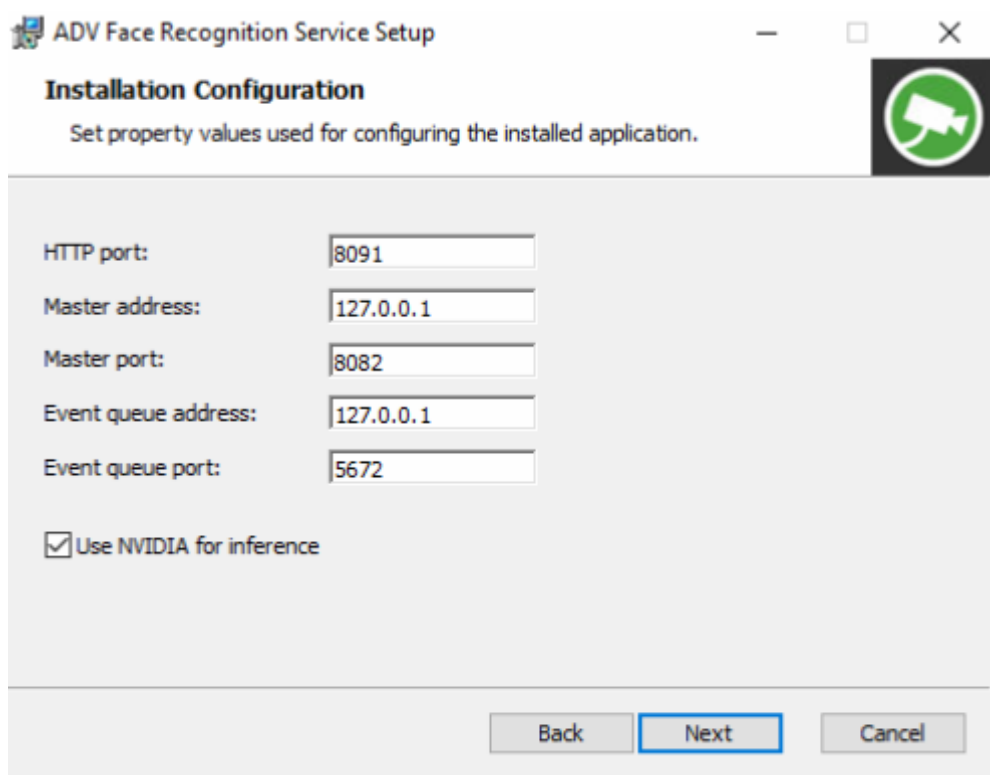 ADV Face Recognition Service Setup
Installation Configuration
Set property values used for configuring the installed application.
HTTP port: 8091
Master address: 127.0.0.1
Master port: 8082
Event queue address: 127.0.0.1
Event queue port: 5672
Use NVIDIA for inference
Back Next Cancel